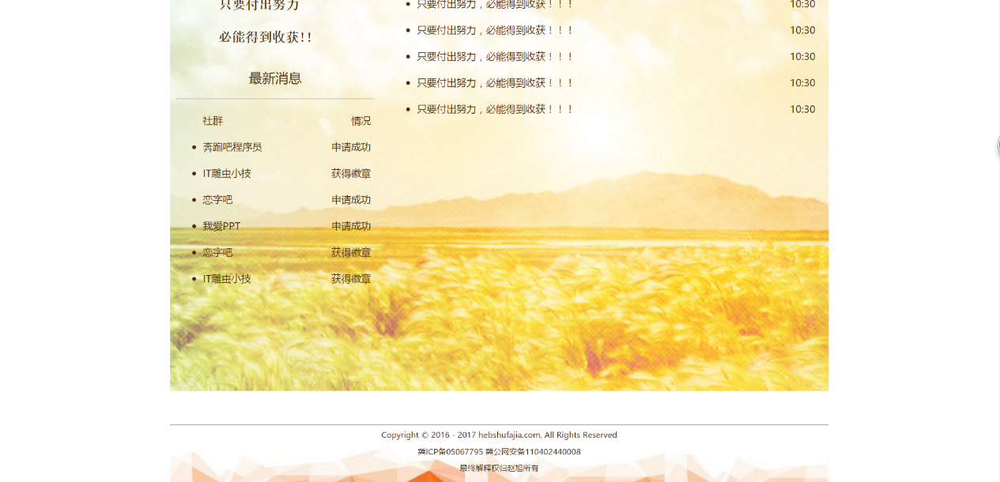 只要付出努力
必能得到收获!!
最新消息
社群 情况
奔跑吧程序员 申请成功
IT雕虫小技 获得徽章
恋字吧 申请成功
我爱PPT 申请成功
恋字吧 获得徽章
IT雕虫小技 获得徽章
只要付出努力，必能得到收获！！！ 10:30
只要付出努力，必能得到收获！！！ 10:30
只要付出努力，必能得到收获！！！ 10:30
只要付出努力，必能得到收获！！！ 10:30
只要付出努力，必能得到收获！！！ 10:30
Copyright © 2016 - 2017 hebshufajia.com, All Rights Reserved
冀ICP备05067795 冀公网安备110402440008
最终解释权归赵旭所有